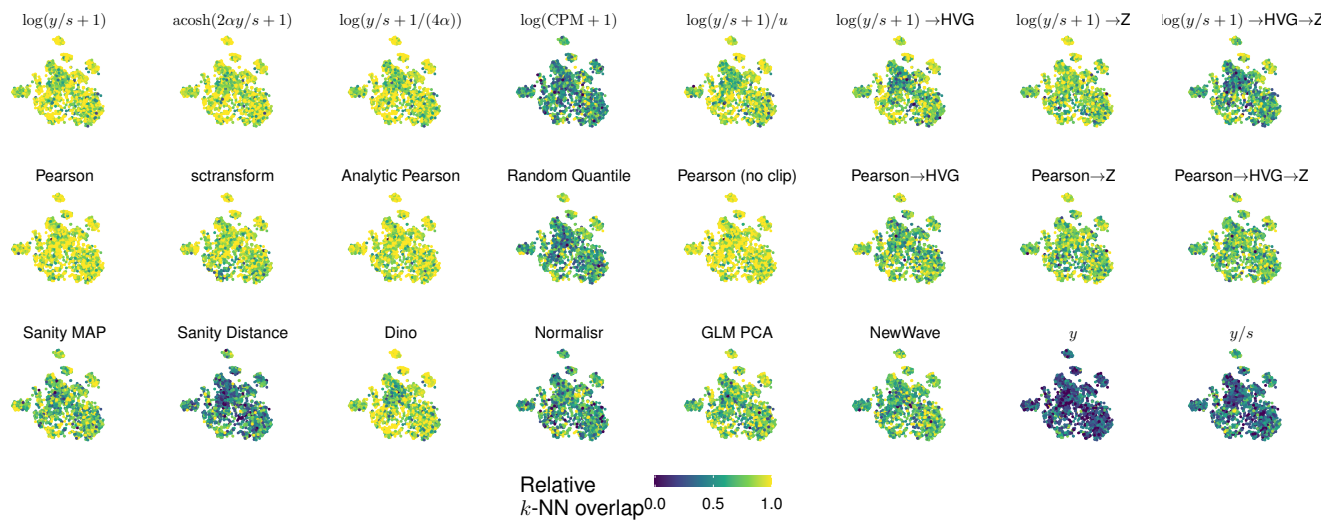 log(y/s + 1) acosh(2αy/s + 1) log(y/s + 1/(4α)) log(CPM + 1) log(y/s + 1)/u log(y/s + 1) →HVG log(y/s + 1) →Z log(y/s + 1) →HVG→Z
Pearson sctransform Analytic Pearson Random Quantile Pearson (no clip) Pearson→HVG Pearson→Z Pearson→HVG→Z
Sanity MAP Sanity Distance Dino Normalisr GLM PCA NewWave y y/s
Relative
k-NN overlap 0.0 0.5 1.0